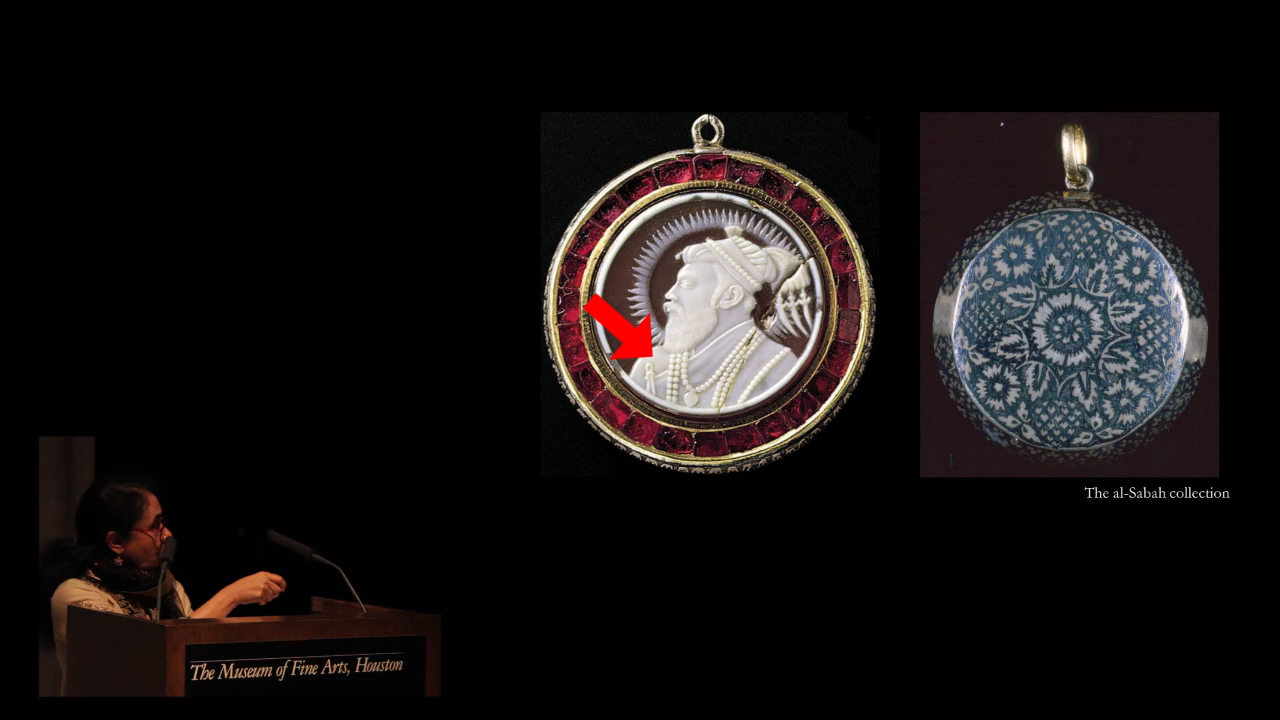 The al-Sabah collection
The Museum of Fine Arts, Houston